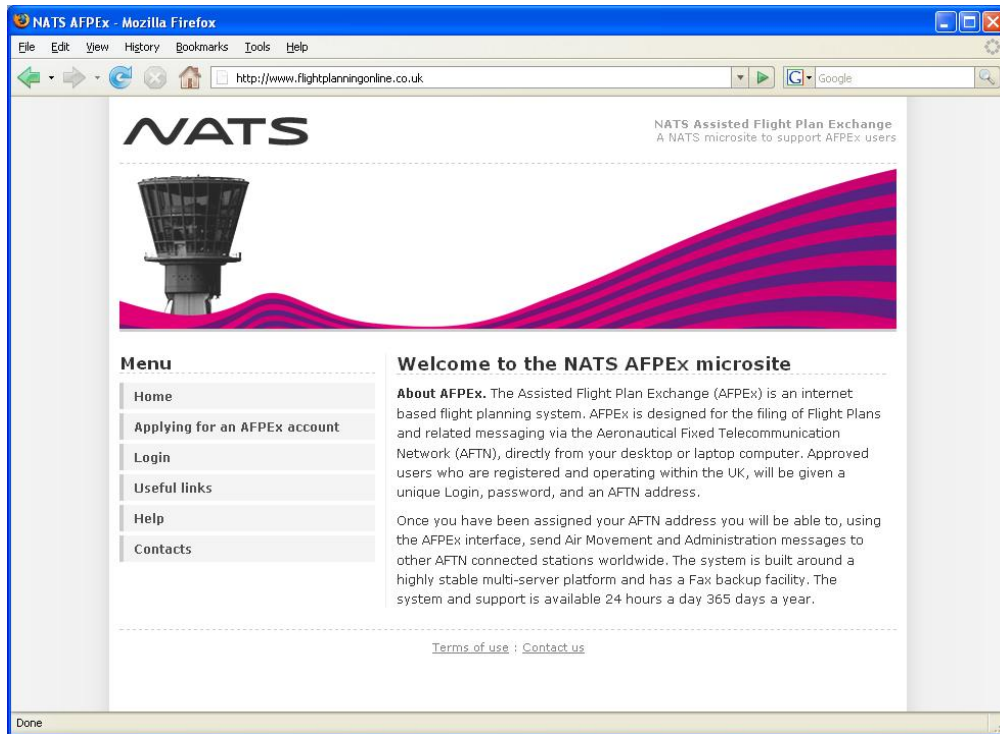 NATS AFPEx - Mozilla Firefox
File Edit View History Bookmarks Tools Help
http://www.flightplanningonline.co.uk
G Google
NATS
NATS Assisted Flight Plan Exchange
A NATS microsite to support AFPEx users
Menu
Home
Applying for an AFPEx account
Login
Useful links
Help
Contacts
Welcome to the NATS AFPEx microsite
About AFPEx. The Assisted Flight Plan Exchange (AFPEx) is an internet
based flight planning system. AFPEx is designed for the filing of Flight Plans
and related messaging via the Aeronautical Fixed Telecommunication
Network (AFTN), directly from your desktop or laptop computer. Approved
users who are registered and operating within the UK, will be given a
unique Login, password, and an AFTN address.
Once you have been assigned your AFTN address you will be able to, using
the AFPEx interface, send Air Movement and Administration messages to
other AFTN connected stations worldwide. The system is built around a
highly stable multi-server platform and has a Fax backup facility. The
system and support is available 24 hours a day 365 days a year.
Terms of use : Contact us
Done